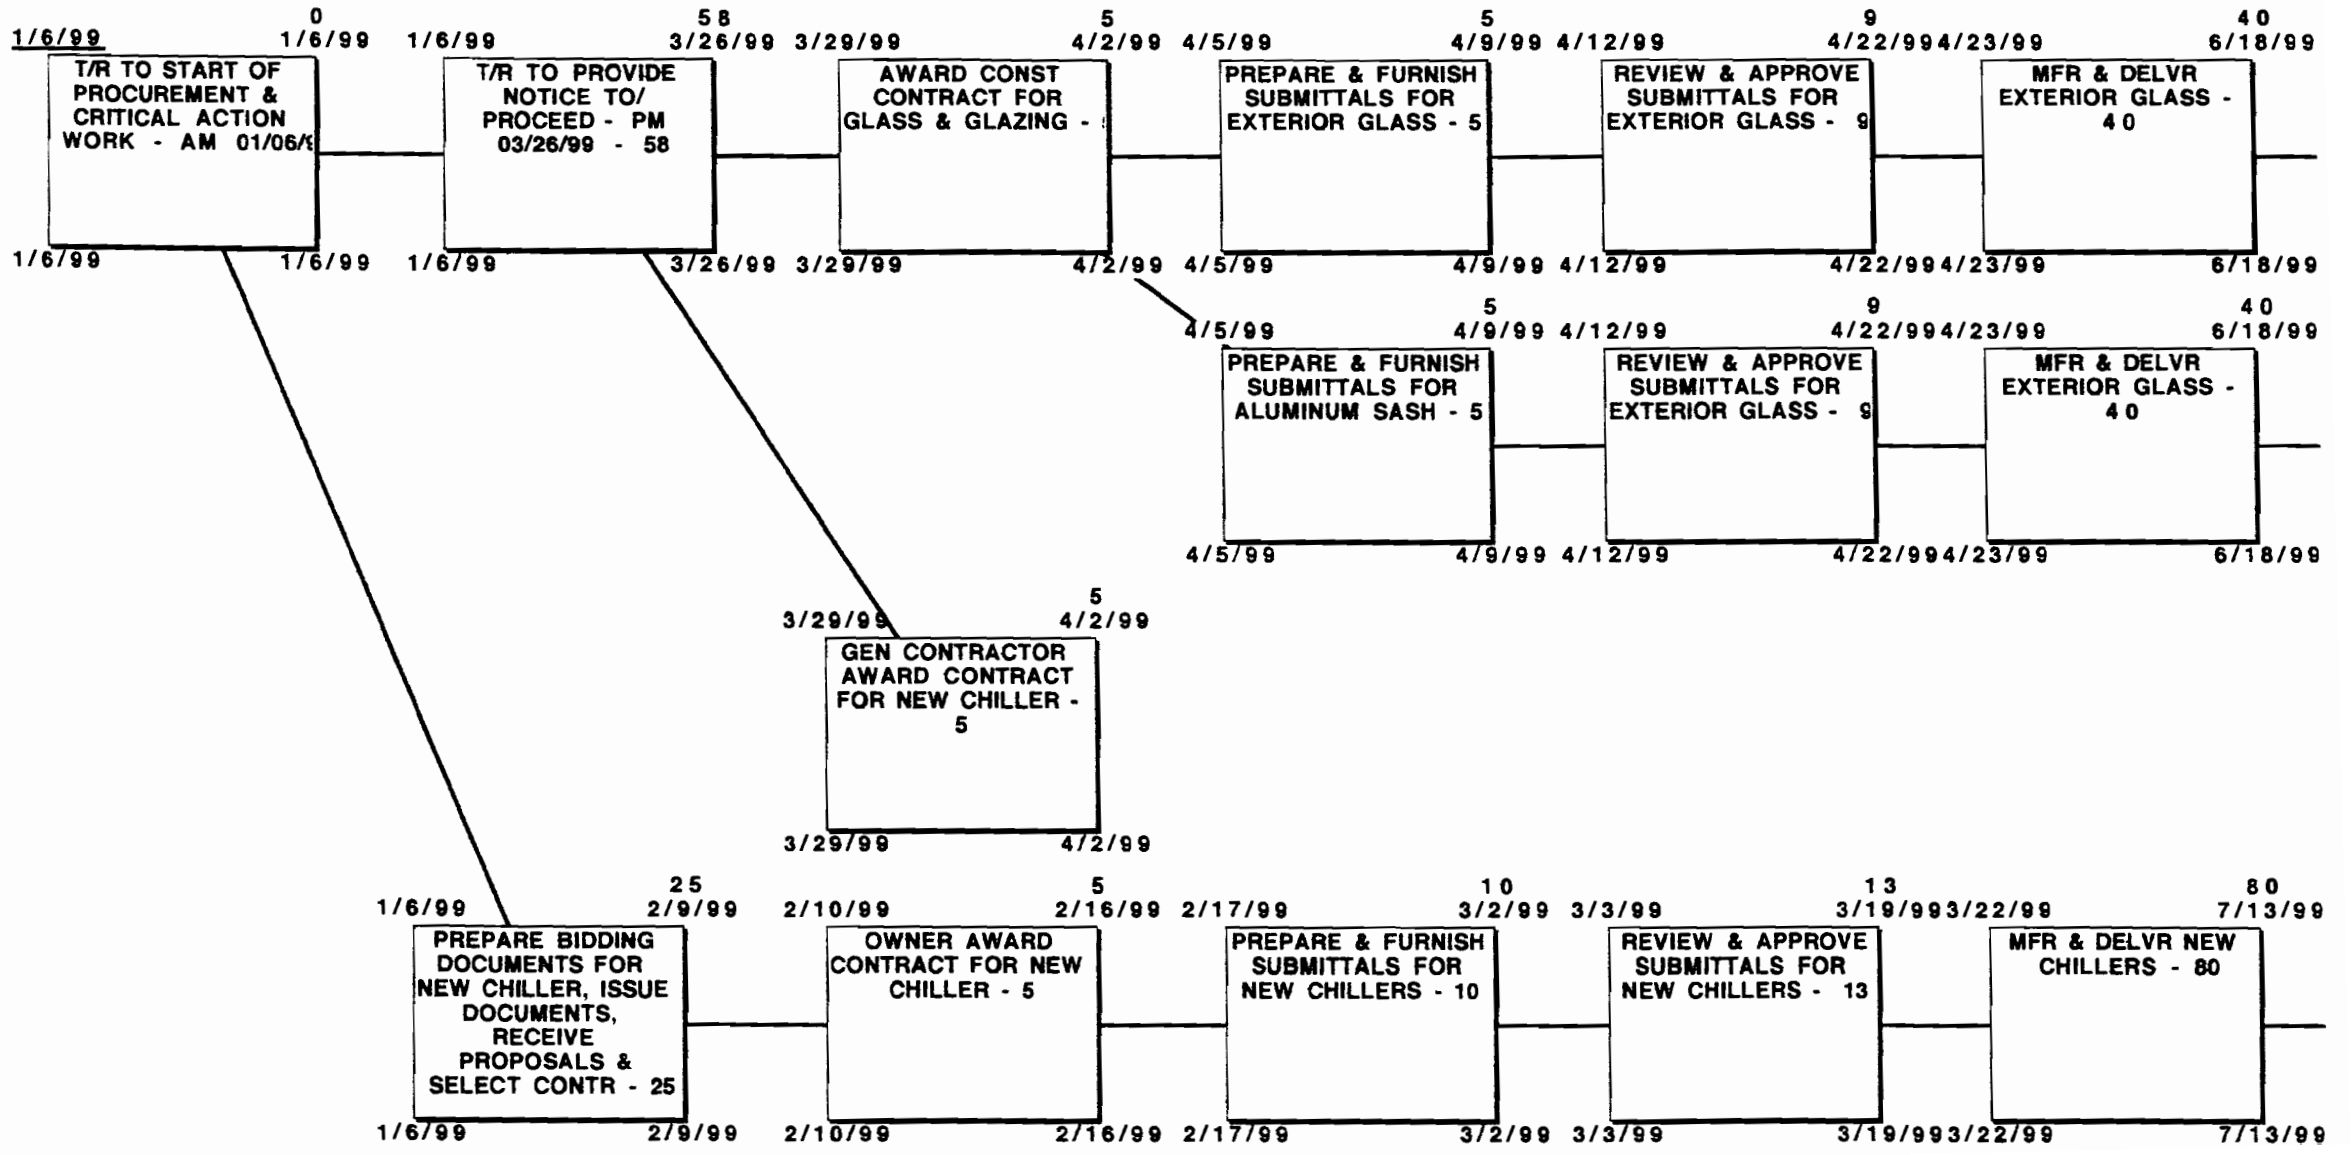 0
58
5
5
9
40
1/6/99
1/6/99
1/6/99
3/26/99
3/29/99
4/2/99
4/5/99
4/9/99
4/12/99
4/22/99
4/23/99
6/18/99
T/R TO START OF
PROCUREMENT &
CRITICAL ACTION
WORK - AM 01/06/9
T/R TO PROVIDE
NOTICE TO/
PROCEED - PM
03/26/99 - 58
AWARD CONST
CONTRACT FOR
GLASS & GLAZING -
PREPARE & FURNISH
SUBMITTALS FOR
EXTERIOR GLASS - 5
REVIEW & APPROVE
SUBMITTALS FOR
EXTERIOR GLASS - 9
MFR & DELVR
EXTERIOR GLASS -
40
1/6/99
1/6/99
1/6/99
3/26/99
3/29/99
4/2/99
4/5/99
4/9/99
4/12/99
4/22/99
4/23/99
6/18/99
5
9
40
4/5/99
4/9/99
4/12/99
4/22/99
4/23/99
6/18/99
PREPARE & FURNISH
SUBMITTALS FOR
ALUMINUM SASH - 5
REVIEW & APPROVE
SUBMITTALS FOR
EXTERIOR GLASS - 9
MFR & DELVR
EXTERIOR GLASS -
40
4/5/99
4/9/99
4/12/99
4/22/99
4/23/99
6/18/99
5
3/29/99
4/2/99
GEN CONTRACTOR
AWARD CONTRACT
FOR NEW CHILLER -
5
3/29/99
4/2/99
25
5
10
13
80
1/6/99
2/9/99
2/10/99
2/16/99
2/17/99
3/2/99
3/3/99
3/19/99
3/22/99
7/13/99
PREPARE BIDDING
DOCUMENTS FOR
NEW CHILLER, ISSUE
DOCUMENTS,
RECEIVE
PROPOSALS &
SELECT CONTR - 25
OWNER AWARD
CONTRACT FOR NEW
CHILLER - 5
PREPARE & FURNISH
SUBMITTALS FOR
NEW CHILLERS - 10
REVIEW & APPROVE
SUBMITTALS FOR
NEW CHILLERS - 13
MFR & DELVR NEW
CHILLERS - 80
1/6/99
2/9/99
2/10/99
2/16/99
2/17/99
3/2/99
3/3/99
3/19/99
3/22/99
7/13/99